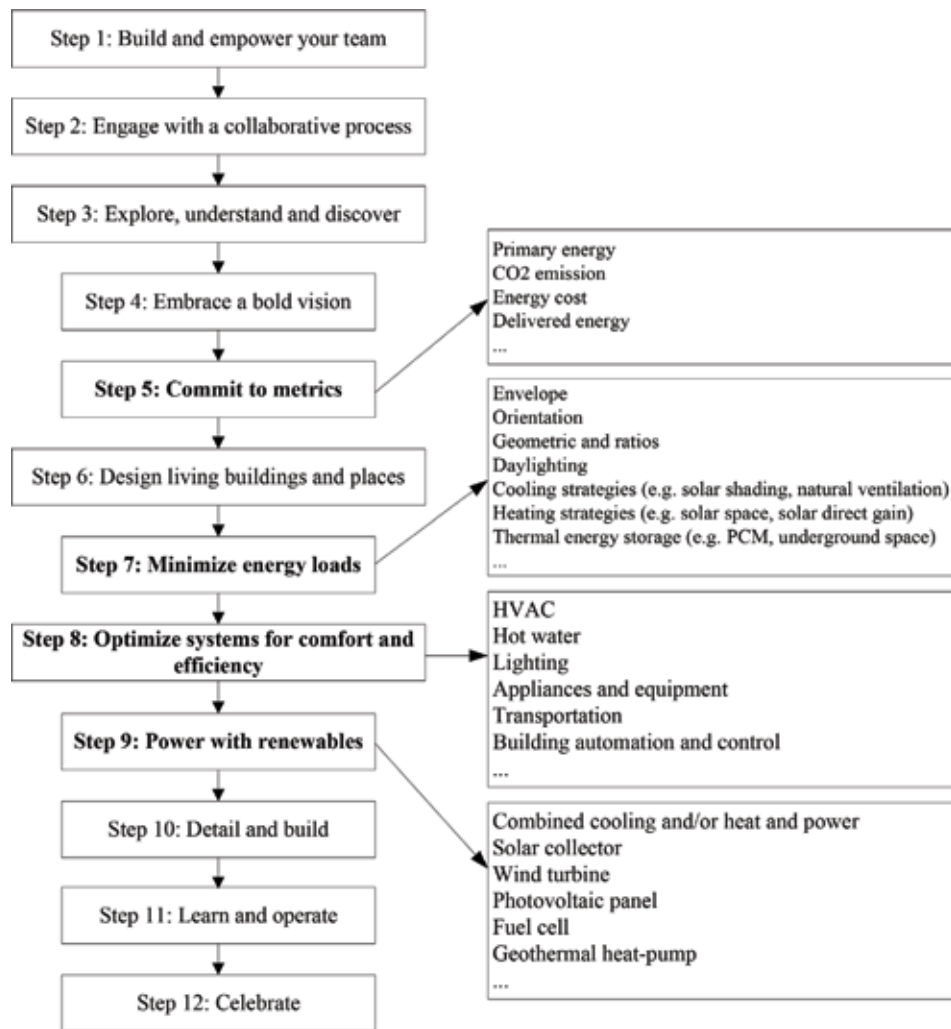 Step 1: Build and empower your team
Step 2: Engage with a collaborative process
Step 3: Explore, understand and discover
Step 4: Embrace a bold vision
Step 5: Commit to metrics
Step 6: Design living buildings and places
Step 7: Minimize energy loads
Step 8: Optimize systems for comfort and
efficiency
Step 9: Power with renewables
Step 10: Detail and build
Step 11: Learn and operate
Step 12: Celebrate
Primary energy
CO2 emission
Energy cost
Delivered energy
...
Envelope
Orientation
Geometric and ratios
Daylighting
Cooling strategies (e.g. solar shading, natural ventilation)
Heating strategies (e.g. solar space, solar direct gain)
Thermal energy storage (e.g. PCM, underground space)
...
HVAC
Hot water
Lighting
Appliances and equipment
Transportation
Building automation and control
...
Combined cooling and/or heat and power
Solar collector
Wind turbine
Photovoltaic panel
Fuel cell
Geothermal heat-pump
...